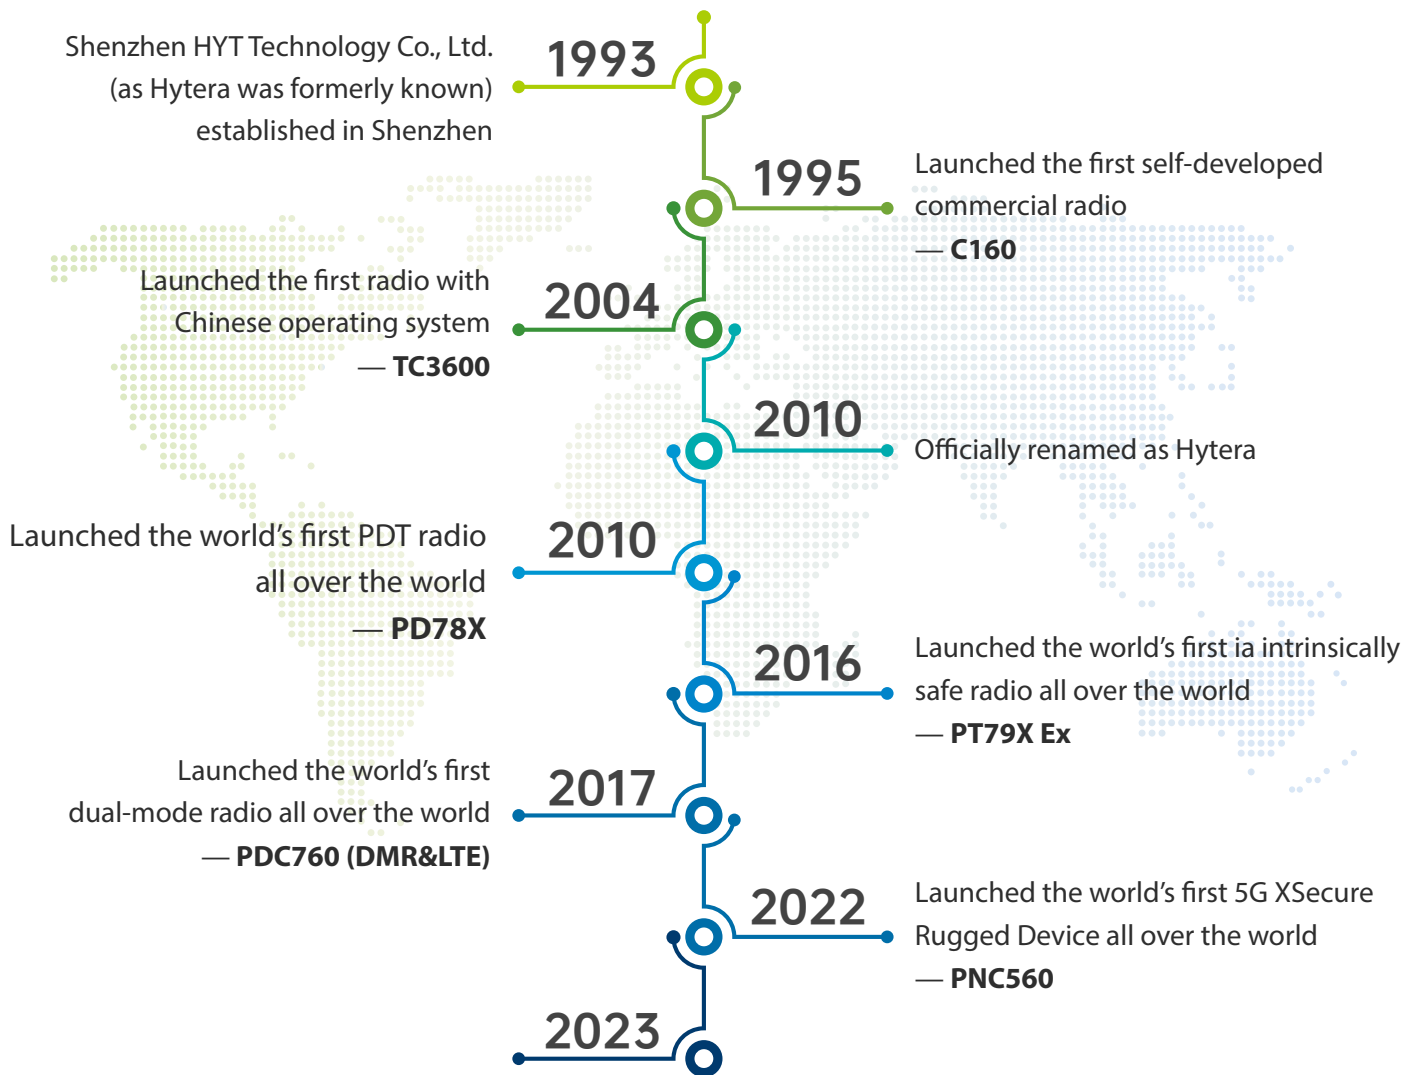 1993
Shenzhen HYT Technology Co., Ltd.
(as Hytera was formerly known)
established in Shenzhen
1995
Launched the first self-developed
commercial radio
— C160
2004
Launched the first radio with
Chinese operating system
— TC3600
2010
Officially renamed as Hytera
2010
Launched the world's first PDT radio
all over the world
— PD78X
2016
Launched the world's first ia intrinsically
safe radio all over the world
— PT79X Ex
2017
Launched the world's first
dual-mode radio all over the world
— PDC760 (DMR&LTE)
2022
Launched the world's first 5G XSecure
Rugged Device all over the world
— PNC560
2023